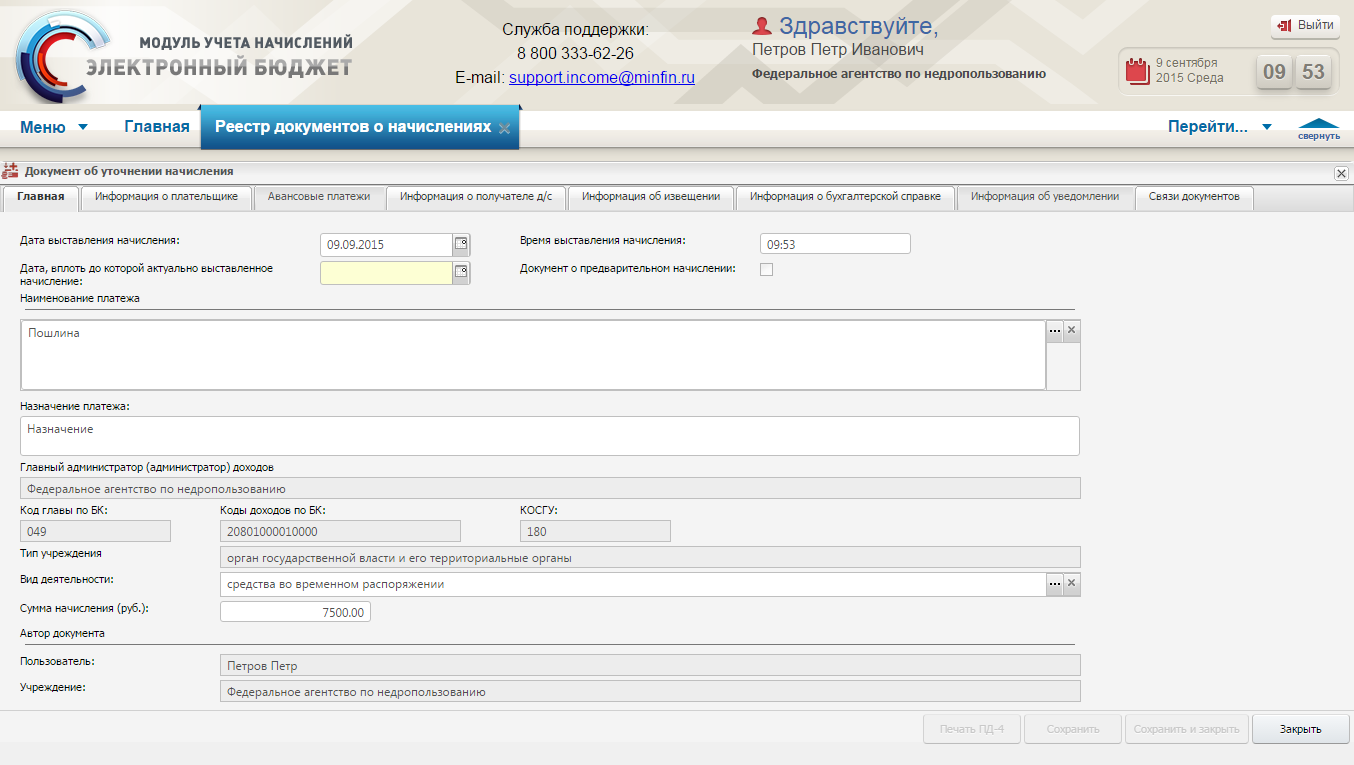 МОДУЛЬ УЧЕТА НАЧИСЛЕНИЙ
ЭЛЕКТРОННЫЙ БЮДЖЕТ
Служба поддержки:
8 800 333-62-26
E-mail: support.income@minfin.ru
Здравствуйте,
Петров Петр Иванович
Федеральное агентство по недропользованию
Выйти
9 сентября
2015 Среда
09 53
Меню Главная Реестр документов о начислениях Перейти...
свернуть
Документ об уточнении начисления
Главная Информация о плательщике Авансовые платежи Информация о получателе д/с Информация об извещении Информация о бухгалтерской справке Информация об уведомлении Связи документов
Дата выставления начисления: 09.09.2015 Время выставления начисления: 09:53
Дата, вплоть до которой актуально выставленное
начисление:
Документ о предварительном начислении:
Наименование платежа
Пошлина
Назначение платежа:
Назначение
Главный администратор (администратор) доходов
Федеральное агентство по недропользованию
Код главы по БК: Коды доходов по БК: КОСГУ:
049 20801000010000 180
Тип учреждения орган государственной власти и его территориальные органы
Вид деятельности: средства во временном распоряжении
Сумма начисления (руб.): 7500.00
Автор документа
Пользователь: Петров Петр
Учреждение: Федеральное агентство по недропользованию
Печать ПД-4 Сохранить Сохранить и закрыть Закрыть